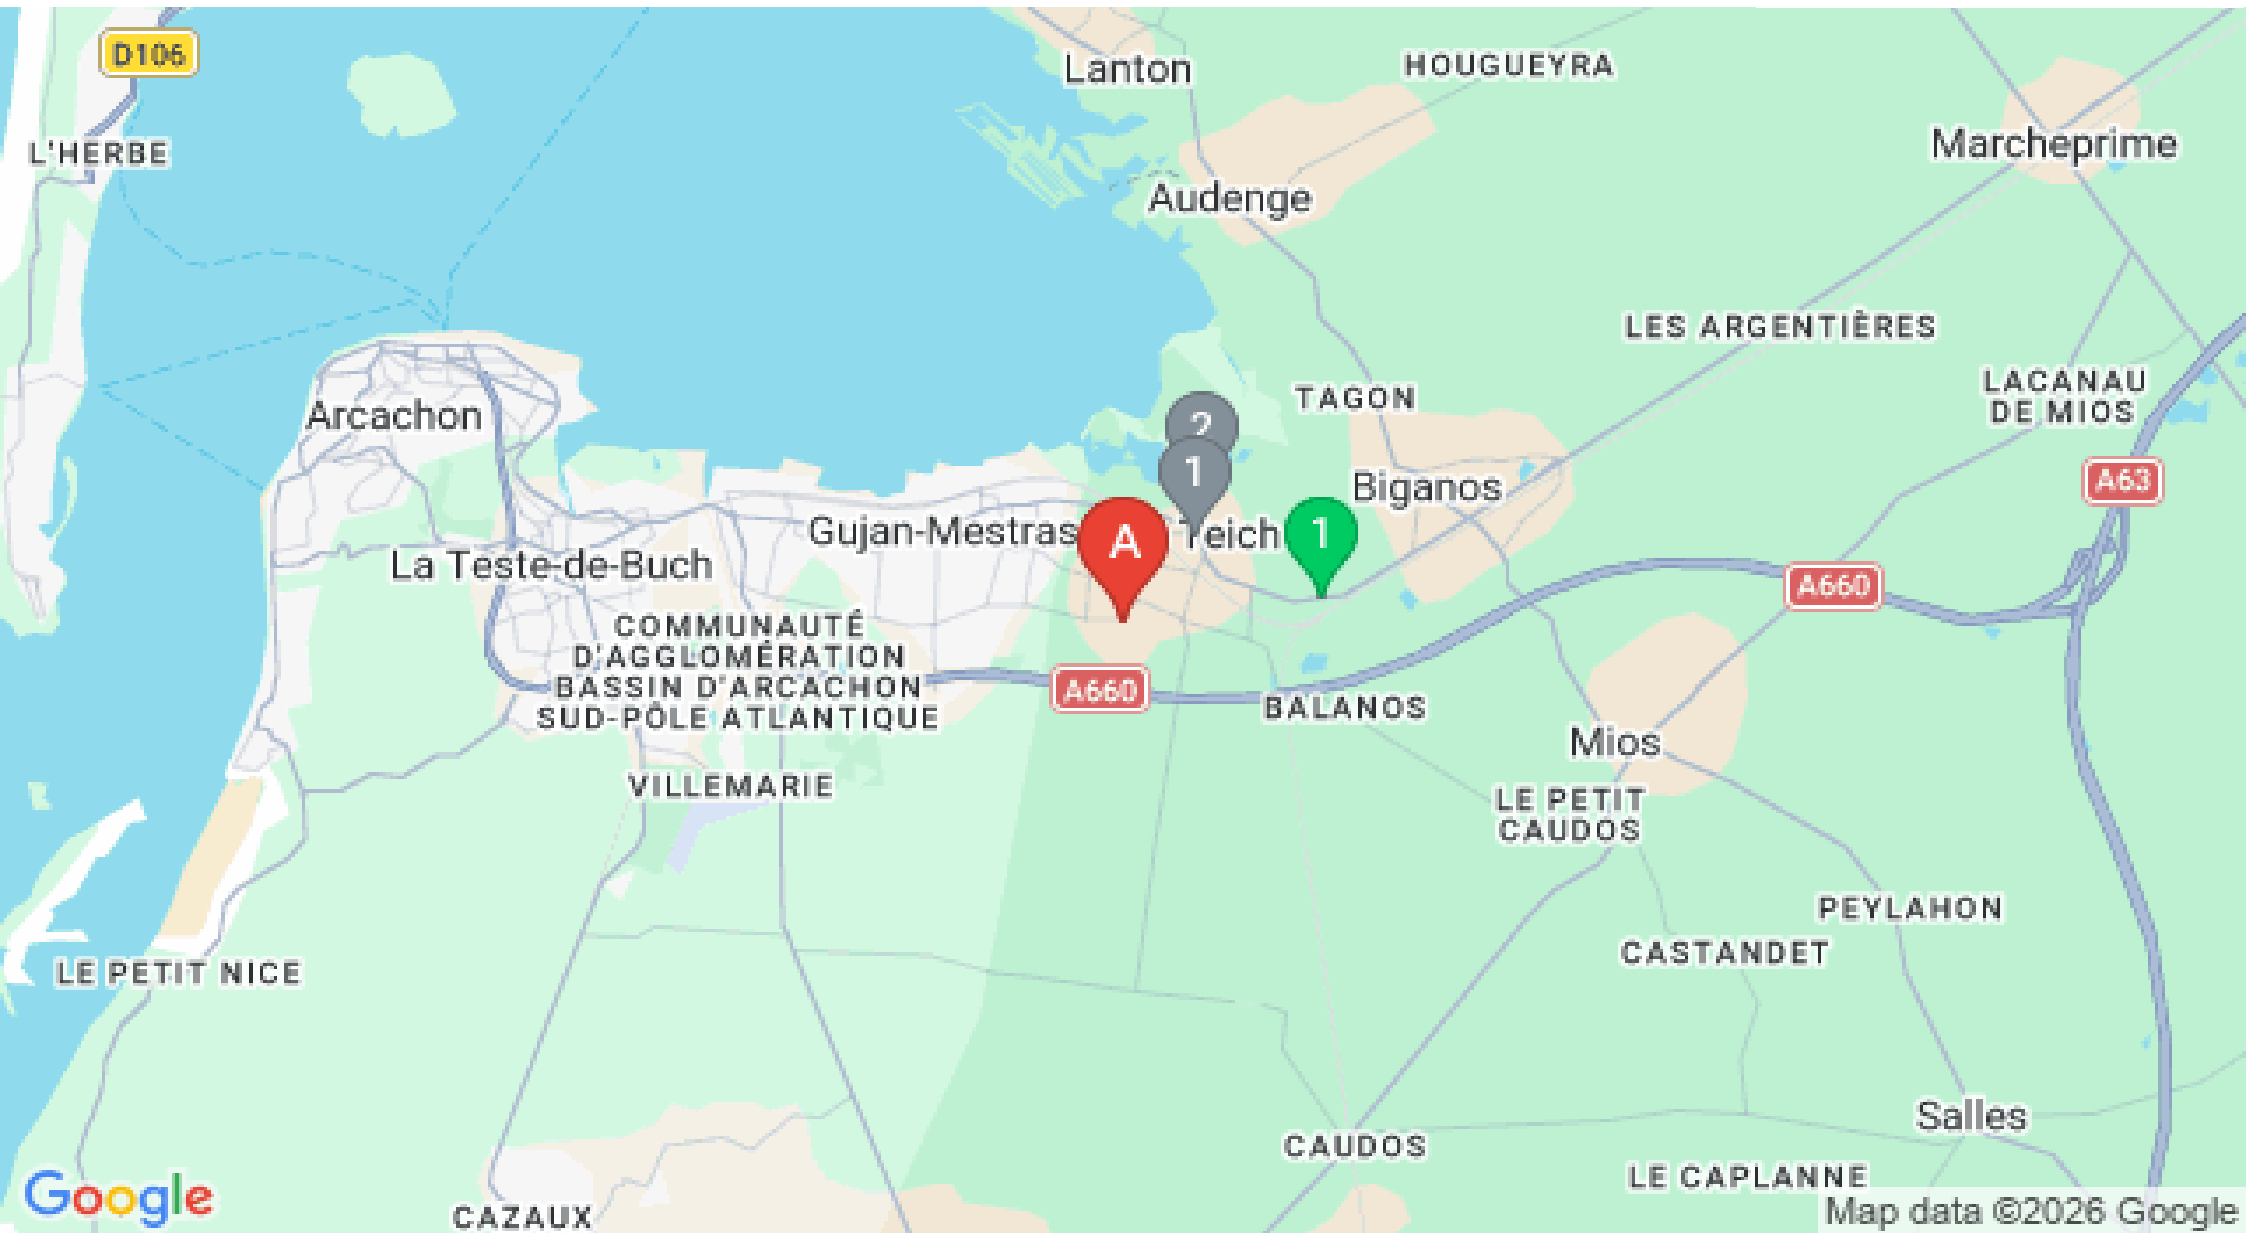 D106
Lanton
HOUGUEYRA
L'HERBE
Marcheprime
Audenge
LES ARGENTIÈRES
LACANAU
DE MIOS
TAGON
Arcachon
2
1
Biganos
A63
Gujan-Mestras
A
Teich
1
La Teste-de-Buch
A660
COMMUNAUTÉ
D'AGGLOMÉRATION
BASSIN D'ARCACHON
SUD-PÔLE ATLANTIQUE
A660
BALANOS
Mios
VILLEMARIE
LE PETIT
CAUDOS
PEYLAHON
CASTANDET
LE PETIT NICE
Salles
CAUDOS
LE CAPLANNE
Google
CAZAUX
Map data ©2026 Google